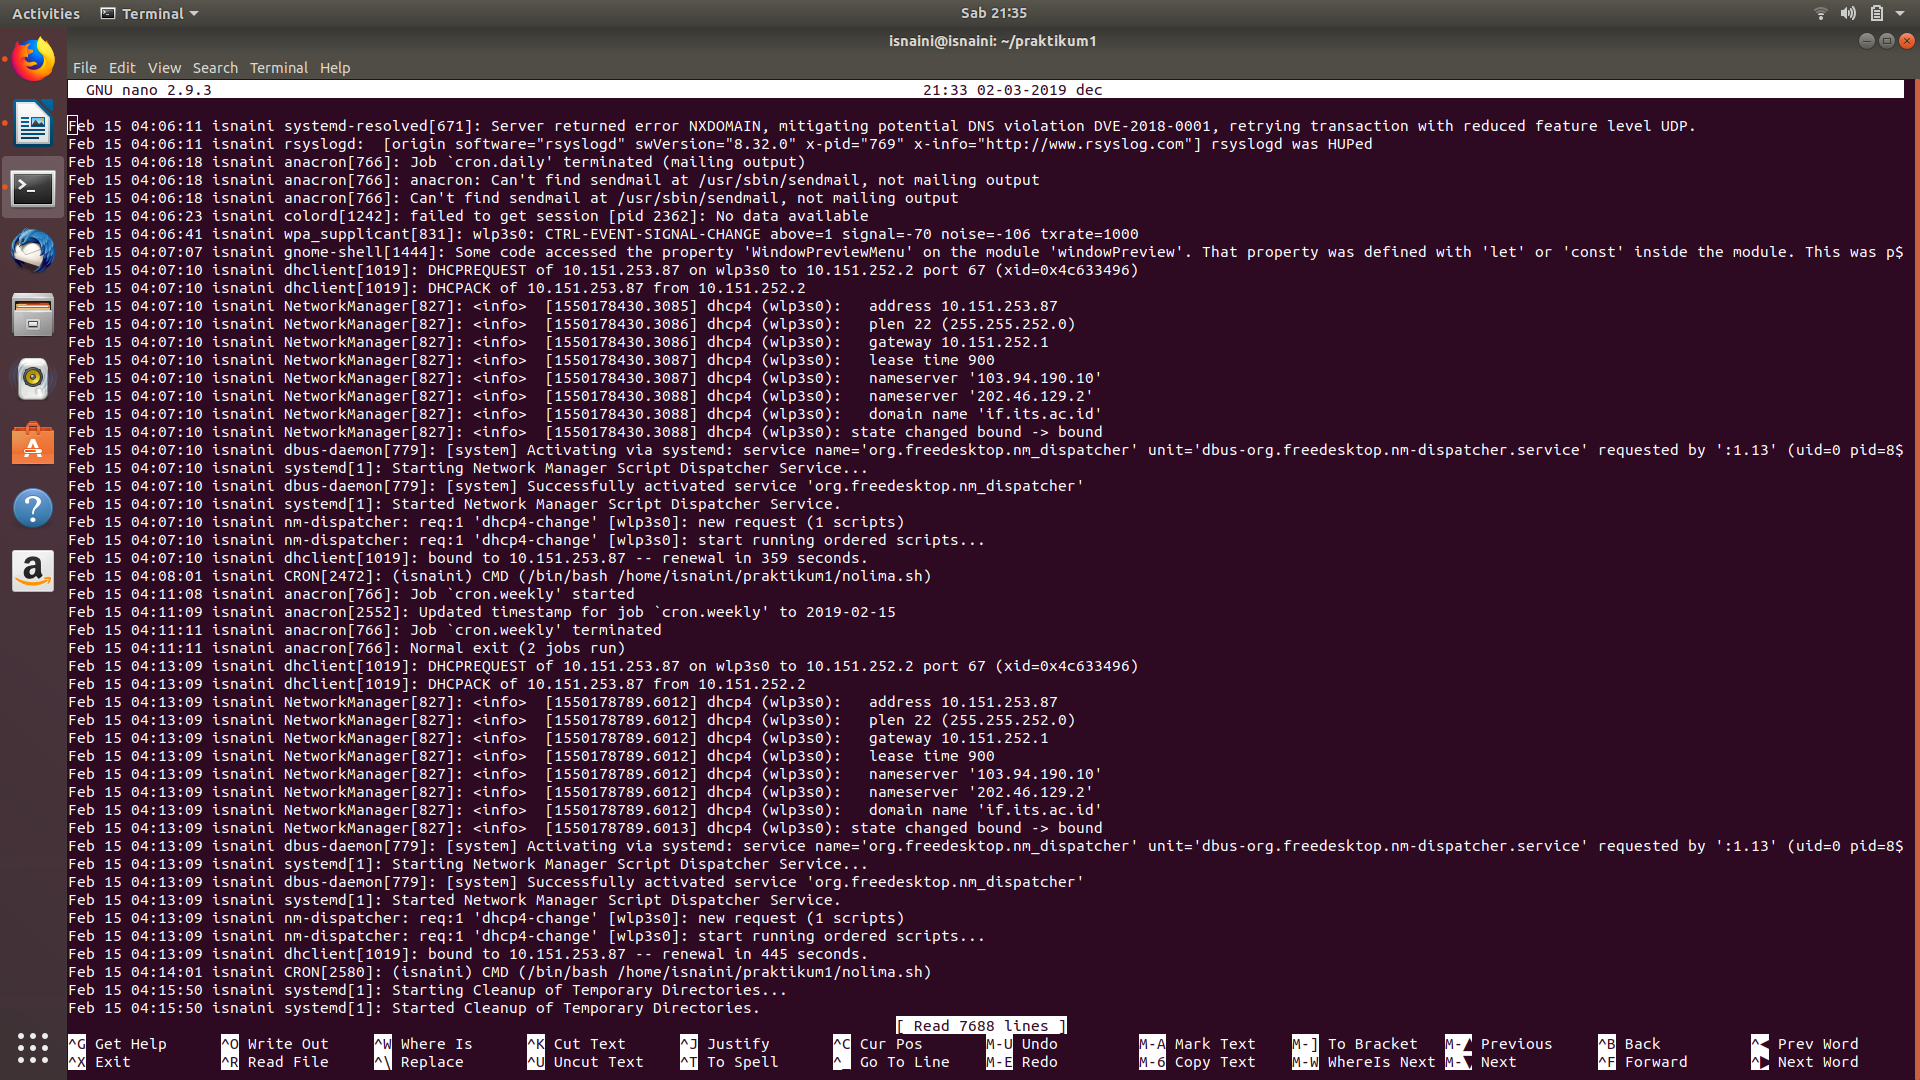 Activities Terminal Sab 21:35
isnaini@isnaini: ~/praktikum1
File Edit View Search Terminal Help
GNU nano 2.9.3 21:33 02-03-2019 dec
Feb 15 04:06:11 isnaini systemd-resolved[671]: Server returned error NXDOMAIN, mitigating potential DNS violation DVE-2018-0001, retrying transaction with reduced feature level UDP.
Feb 15 04:06:11 isnaini rsyslogd:  [origin software="rsyslogd" swVersion="8.32.0" x-pid="769" x-info="http://www.rsyslog.com"] rsyslogd was HUPed
Feb 15 04:06:18 isnaini anacron[766]: Job `cron.daily' terminated (mailing output)
Feb 15 04:06:18 isnaini anacron[766]: anacron: Can't find sendmail at /usr/sbin/sendmail, not mailing output
Feb 15 04:06:18 isnaini anacron[766]: Can't find sendmail at /usr/sbin/sendmail, not mailing output
Feb 15 04:06:23 isnaini colord[1242]: failed to get session [pid 2362]: No data available
Feb 15 04:06:41 isnaini wpa_supplicant[831]: wlp3s0: CTRL-EVENT-SIGNAL-CHANGE above=1 signal=-70 noise=-106 txrate=1000
Feb 15 04:07:07 isnaini gnome-shell[1444]: Some code accessed the property 'WindowPreviewMenu' on the module 'windowPreview'. That property was defined with 'let' or 'const' inside the module. This was p$
Feb 15 04:07:10 isnaini dhclient[1019]: DHCPREQUEST of 10.151.253.87 on wlp3s0 to 10.151.252.2 port 67 (xid=0x4c633496)
Feb 15 04:07:10 isnaini dhclient[1019]: DHCPACK of 10.151.253.87 from 10.151.252.2
Feb 15 04:07:10 isnaini NetworkManager[827]: <info>  [1550178430.3085] dhcp4 (wlp3s0):   address 10.151.253.87
Feb 15 04:07:10 isnaini NetworkManager[827]: <info>  [1550178430.3086] dhcp4 (wlp3s0):   plen 22 (255.255.252.0)
Feb 15 04:07:10 isnaini NetworkManager[827]: <info>  [1550178430.3086] dhcp4 (wlp3s0):   gateway 10.151.252.1
Feb 15 04:07:10 isnaini NetworkManager[827]: <info>  [1550178430.3087] dhcp4 (wlp3s0):   lease time 900
Feb 15 04:07:10 isnaini NetworkManager[827]: <info>  [1550178430.3087] dhcp4 (wlp3s0):   nameserver '103.94.190.10'
Feb 15 04:07:10 isnaini NetworkManager[827]: <info>  [1550178430.3088] dhcp4 (wlp3s0):   nameserver '202.46.129.2'
Feb 15 04:07:10 isnaini NetworkManager[827]: <info>  [1550178430.3088] dhcp4 (wlp3s0):   domain name 'if.its.ac.id'
Feb 15 04:07:10 isnaini NetworkManager[827]: <info>  [1550178430.3088] dhcp4 (wlp3s0): state changed bound -> bound
Feb 15 04:07:10 isnaini dbus-daemon[779]: [system] Activating via systemd: service name='org.freedesktop.nm_dispatcher' unit='dbus-org.freedesktop.nm-dispatcher.service' requested by ':1.13' (uid=0 pid=8$
Feb 15 04:07:10 isnaini systemd[1]: Starting Network Manager Script Dispatcher Service...
Feb 15 04:07:10 isnaini dbus-daemon[779]: [system] Successfully activated service 'org.freedesktop.nm_dispatcher'
Feb 15 04:07:10 isnaini systemd[1]: Started Network Manager Script Dispatcher Service.
Feb 15 04:07:10 isnaini nm-dispatcher: req:1 'dhcp4-change' [wlp3s0]: new request (1 scripts)
Feb 15 04:07:10 isnaini nm-dispatcher: req:1 'dhcp4-change' [wlp3s0]: start running ordered scripts...
Feb 15 04:07:10 isnaini dhclient[1019]: bound to 10.151.253.87 -- renewal in 359 seconds.
Feb 15 04:08:01 isnaini CRON[2472]: (isnaini) CMD (/bin/bash /home/isnaini/praktikum1/nolima.sh)
Feb 15 04:11:08 isnaini anacron[766]: Job `cron.weekly' started
Feb 15 04:11:09 isnaini anacron[2552]: Updated timestamp for job `cron.weekly' to 2019-02-15
Feb 15 04:11:11 isnaini anacron[766]: Job `cron.weekly' terminated
Feb 15 04:11:11 isnaini anacron[766]: Normal exit (2 jobs run)
Feb 15 04:13:09 isnaini dhclient[1019]: DHCPREQUEST of 10.151.253.87 on wlp3s0 to 10.151.252.2 port 67 (xid=0x4c633496)
Feb 15 04:13:09 isnaini dhclient[1019]: DHCPACK of 10.151.253.87 from 10.151.252.2
Feb 15 04:13:09 isnaini NetworkManager[827]: <info>  [1550178789.6012] dhcp4 (wlp3s0):   address 10.151.253.87
Feb 15 04:13:09 isnaini NetworkManager[827]: <info>  [1550178789.6012] dhcp4 (wlp3s0):   plen 22 (255.255.252.0)
Feb 15 04:13:09 isnaini NetworkManager[827]: <info>  [1550178789.6012] dhcp4 (wlp3s0):   gateway 10.151.252.1
Feb 15 04:13:09 isnaini NetworkManager[827]: <info>  [1550178789.6012] dhcp4 (wlp3s0):   lease time 900
Feb 15 04:13:09 isnaini NetworkManager[827]: <info>  [1550178789.6012] dhcp4 (wlp3s0):   nameserver '103.94.190.10'
Feb 15 04:13:09 isnaini NetworkManager[827]: <info>  [1550178789.6012] dhcp4 (wlp3s0):   nameserver '202.46.129.2'
Feb 15 04:13:09 isnaini NetworkManager[827]: <info>  [1550178789.6012] dhcp4 (wlp3s0):   domain name 'if.its.ac.id'
Feb 15 04:13:09 isnaini NetworkManager[827]: <info>  [1550178789.6013] dhcp4 (wlp3s0): state changed bound -> bound
Feb 15 04:13:09 isnaini dbus-daemon[779]: [system] Activating via systemd: service name='org.freedesktop.nm_dispatcher' unit='dbus-org.freedesktop.nm-dispatcher.service' requested by ':1.13' (uid=0 pid=8$
Feb 15 04:13:09 isnaini systemd[1]: Starting Network Manager Script Dispatcher Service...
Feb 15 04:13:09 isnaini dbus-daemon[779]: [system] Successfully activated service 'org.freedesktop.nm_dispatcher'
Feb 15 04:13:09 isnaini systemd[1]: Started Network Manager Script Dispatcher Service.
Feb 15 04:13:09 isnaini nm-dispatcher: req:1 'dhcp4-change' [wlp3s0]: new request (1 scripts)
Feb 15 04:13:09 isnaini nm-dispatcher: req:1 'dhcp4-change' [wlp3s0]: start running ordered scripts...
Feb 15 04:13:09 isnaini dhclient[1019]: bound to 10.151.253.87 -- renewal in 445 seconds.
Feb 15 04:14:01 isnaini CRON[2580]: (isnaini) CMD (/bin/bash /home/isnaini/praktikum1/nolima.sh)
Feb 15 04:15:50 isnaini systemd[1]: Starting Cleanup of Temporary Directories...
Feb 15 04:15:50 isnaini systemd[1]: Started Cleanup of Temporary Directories.
[ Read 7688 lines ]
^G Get Help ^O Write Out ^W Where Is ^K Cut Text ^J Justify ^C Cur Pos M-U Undo M-A Mark Text M-] To Bracket M-▲ Previous ^B Back ^◀ Prev Word
^X Exit ^R Read File ^\ Replace ^U Uncut Text ^T To Spell ^_ Go To Line M-E Redo M-6 Copy Text M-W WhereIs Next M-▼ Next ^F Forward ^▶ Next Word